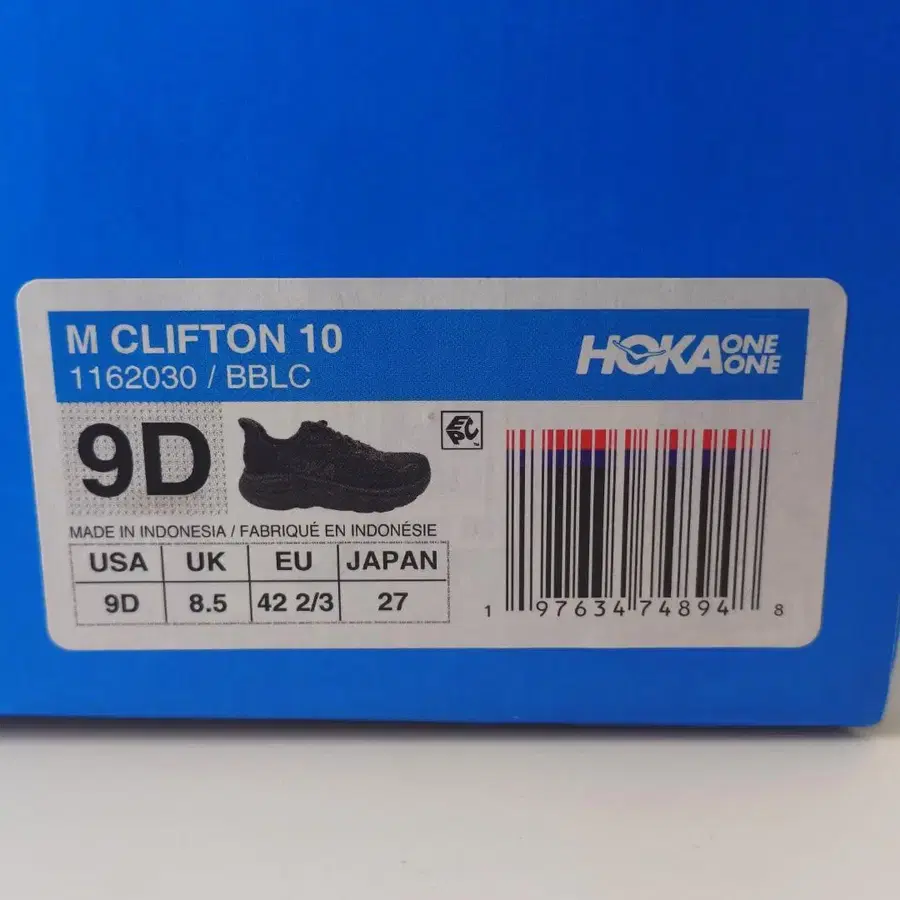 M CLIFTON 10
1162030 / BBLC
HOKA ONE ONE
9D
EPC™
MADE IN INDONESIA / FABRIQUÉ EN INDONÉSIE
USA UK EU JAPAN
9D 8.5 42 2/3 27
1 97634 74894 8